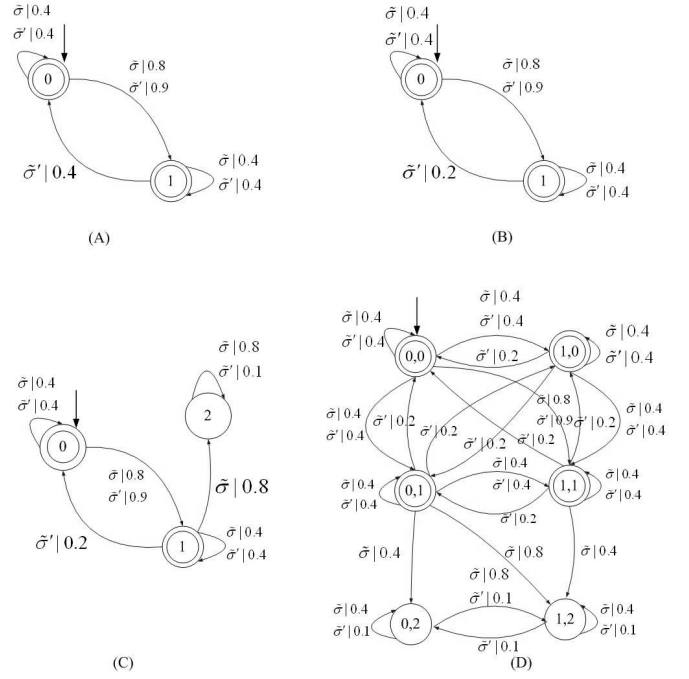 σ̃ | 0.4
σ̃′ | 0.4
0
σ̃ | 0.8
σ̃′ | 0.9
σ̃′ | 0.4
1
σ̃ | 0.4
σ̃′ | 0.4
(A)
σ̃ | 0.4
σ̃′ | 0.4
0
σ̃ | 0.8
σ̃′ | 0.9
σ̃′ | 0.2
1
σ̃ | 0.4
σ̃′ | 0.4
(B)
σ̃ | 0.8
σ̃′ | 0.1
2
σ̃ | 0.4
σ̃′ | 0.4
0
σ̃ | 0.8
σ̃′ | 0.9
σ̃ | 0.8
σ̃′ | 0.2
1
σ̃ | 0.4
σ̃′ | 0.4
(C)
σ̃ | 0.4
σ̃′ | 0.4
0,0
σ̃ | 0.4
σ̃′ | 0.4
σ̃′ | 0.2
1,0
σ̃ | 0.4
σ̃′ | 0.4
σ̃ | 0.4
σ̃′ | 0.4
σ̃′ | 0.2
σ̃′ | 0.2
σ̃′ | 0.2
σ̃ | 0.8
σ̃′ | 0.9
σ̃′ | 0.2
σ̃′ | 0.2
σ̃ | 0.4
σ̃′ | 0.4
σ̃ | 0.4
σ̃′ | 0.4
0,1
σ̃ | 0.4
σ̃′ | 0.4
σ̃′ | 0.2
1,1
σ̃ | 0.4
σ̃′ | 0.4
σ̃ | 0.4
σ̃ | 0.8
σ̃ | 0.4
σ̃ | 0.4
σ̃′ | 0.1
0,2
σ̃ | 0.8
σ̃′ | 0.1
σ̃′ | 0.1
1,2
σ̃ | 0.4
σ̃′ | 0.1
(D)